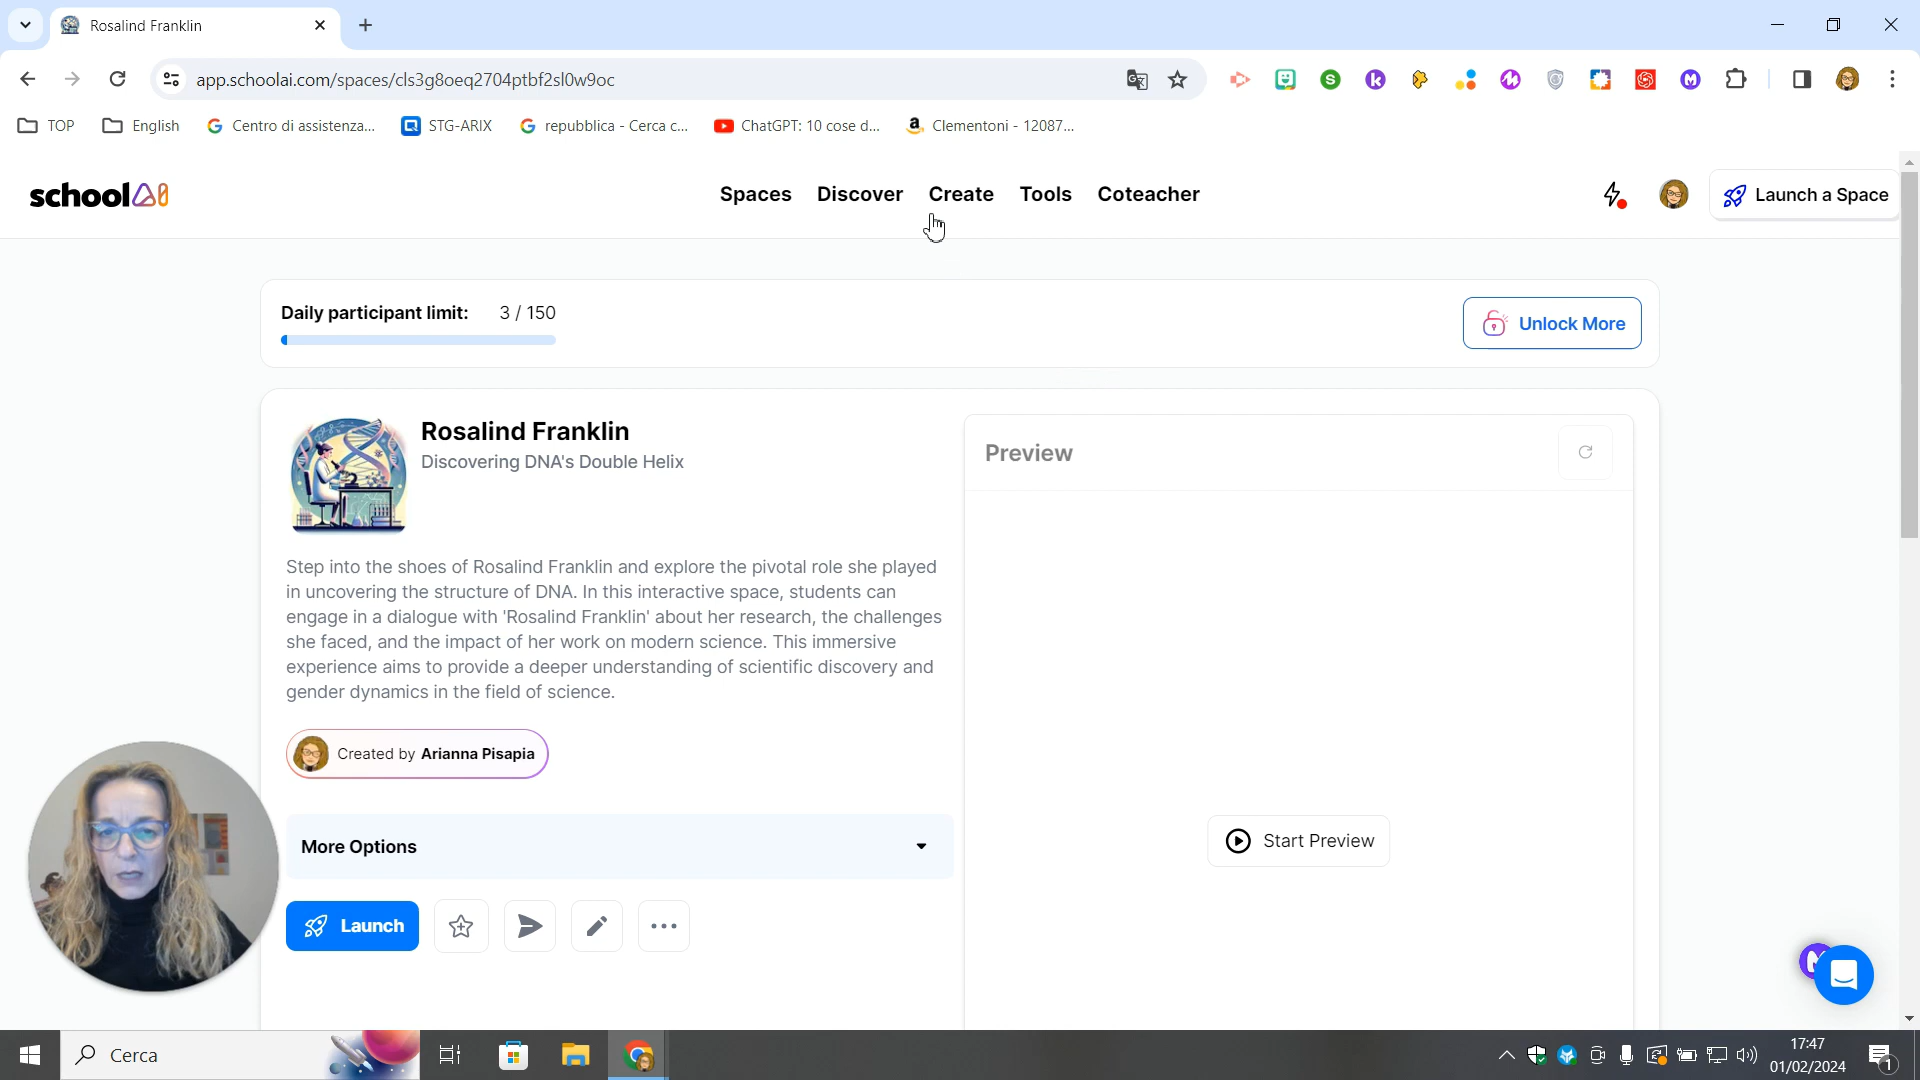 Rosalind Franklin
app.schoolai.com/spaces/cls3g8oeq2704ptbf2sl0w9oc
TOP
English
Centro di assistenza...
STG-ARIX
repubblica - Cerca c...
ChatGPT: 10 cose d...
Clementoni - 12087...
schoolAI
Spaces
Discover
Create
Tools
Coteacher
Launch a Space
Daily participant limit: 3 / 150
Unlock More
Rosalind Franklin
Discovering DNA's Double Helix
Preview
Step into the shoes of Rosalind Franklin and explore the pivotal role she played
in uncovering the structure of DNA. In this interactive space, students can
engage in a dialogue with 'Rosalind Franklin' about her research, the challenges
she faced, and the impact of her work on modern science. This immersive
experience aims to provide a deeper understanding of scientific discovery and
gender dynamics in the field of science.
Created by Arianna Pisapia
Start Preview
More Options
Launch
Cerca
17:47
01/02/2024
1